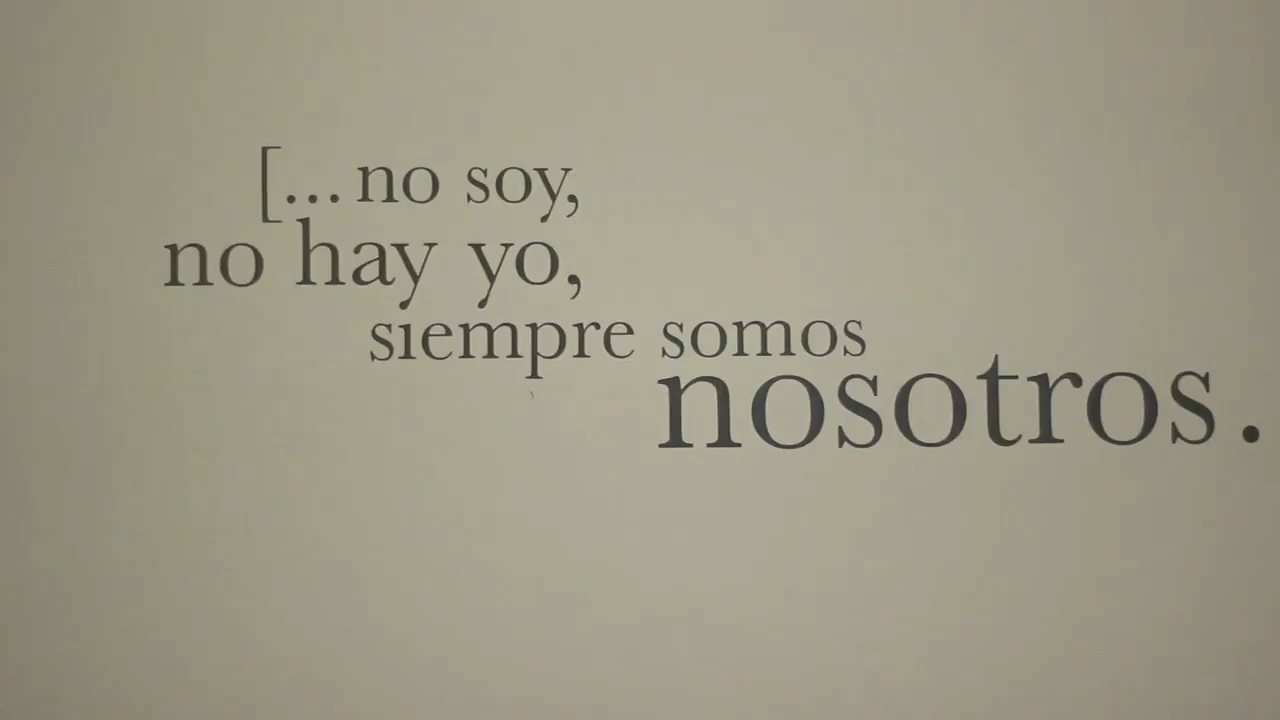 [... no soy,
no hay yo,
siempre somos
nosotros.